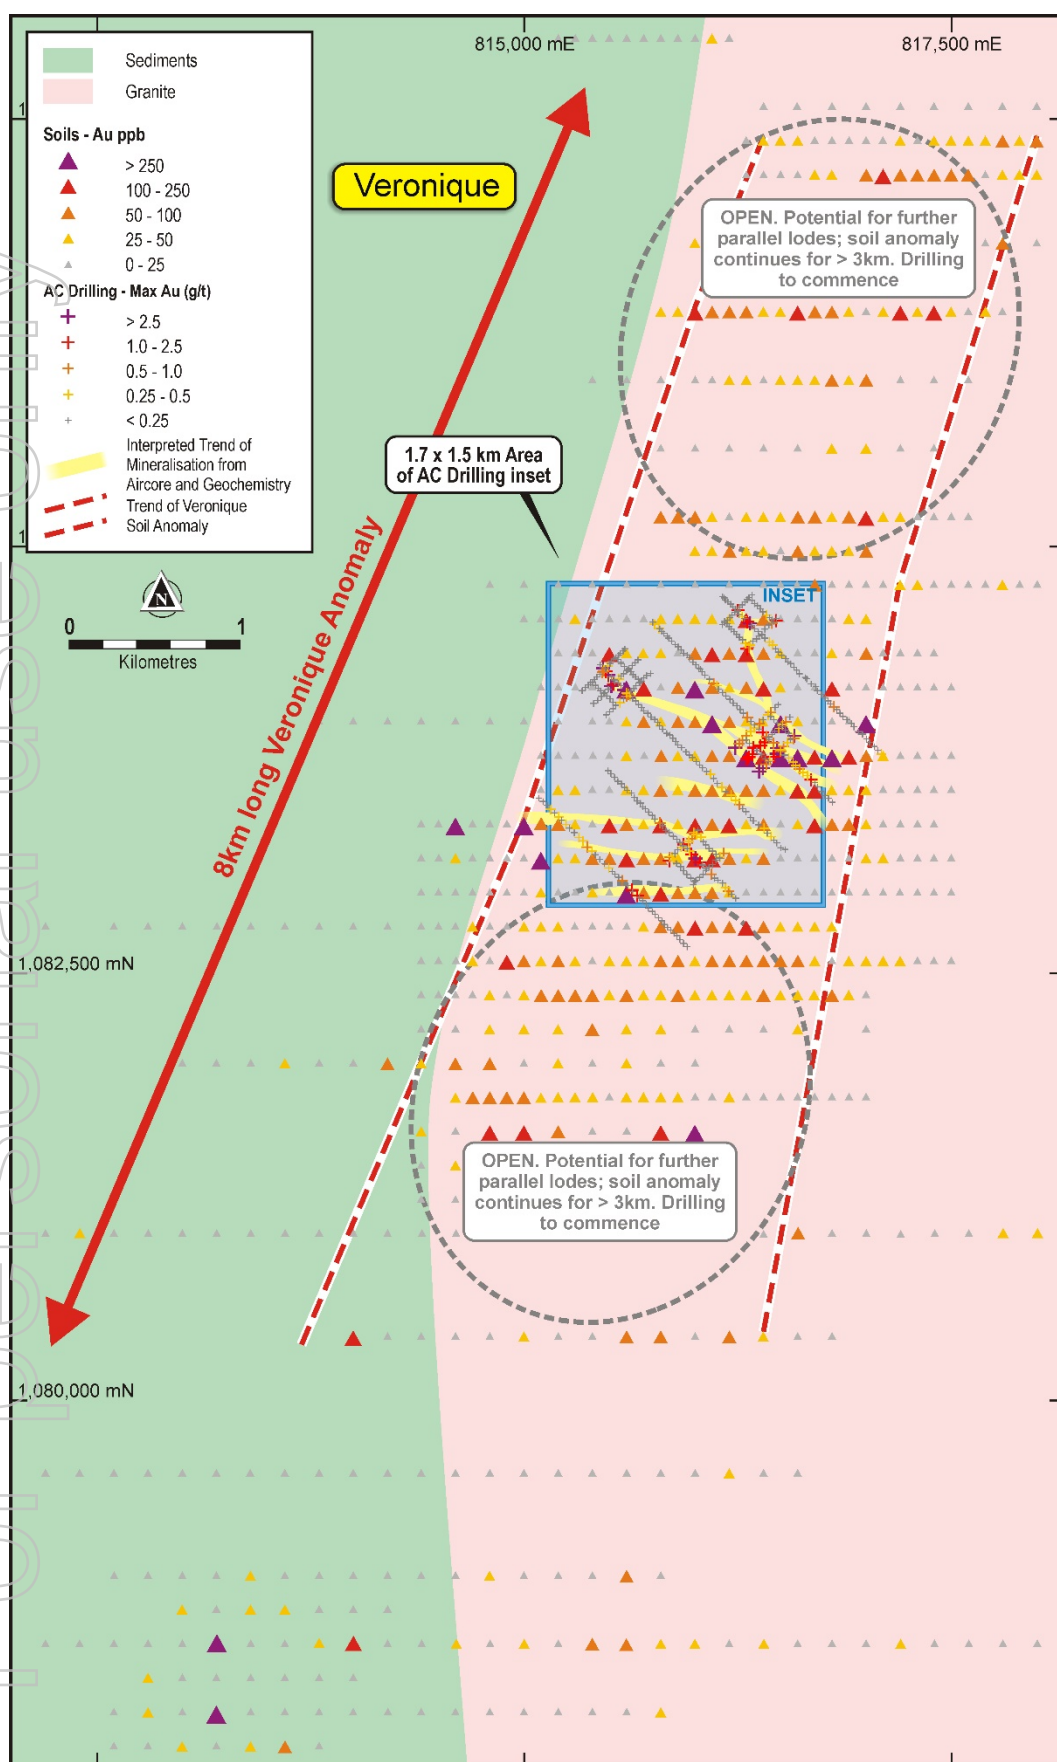 815,000 mE
817,500 mE
Sediments
Granite
Soils - Au ppb
> 250
100 - 250
50 - 100
25 - 50
0 - 25
AC Drilling - Max Au (g/t)
> 2.5
1.0 - 2.5
0.5 - 1.0
0.25 - 0.5
< 0.25
Interpreted Trend of
Mineralisation from
Aircore and Geochemistry
Trend of Veronique
Soil Anomaly
N
0 1
Kilometres
Veronique
OPEN. Potential for further
parallel lodes; soil anomaly
continues for > 3km. Drilling
to commence
1.7 x 1.5 km Area
of AC Drilling inset
8km long Veronique Anomaly
INSET
1,082,500 mN
OPEN. Potential for further
parallel lodes; soil anomaly
continues for > 3km. Drilling
to commence
1,080,000 mN